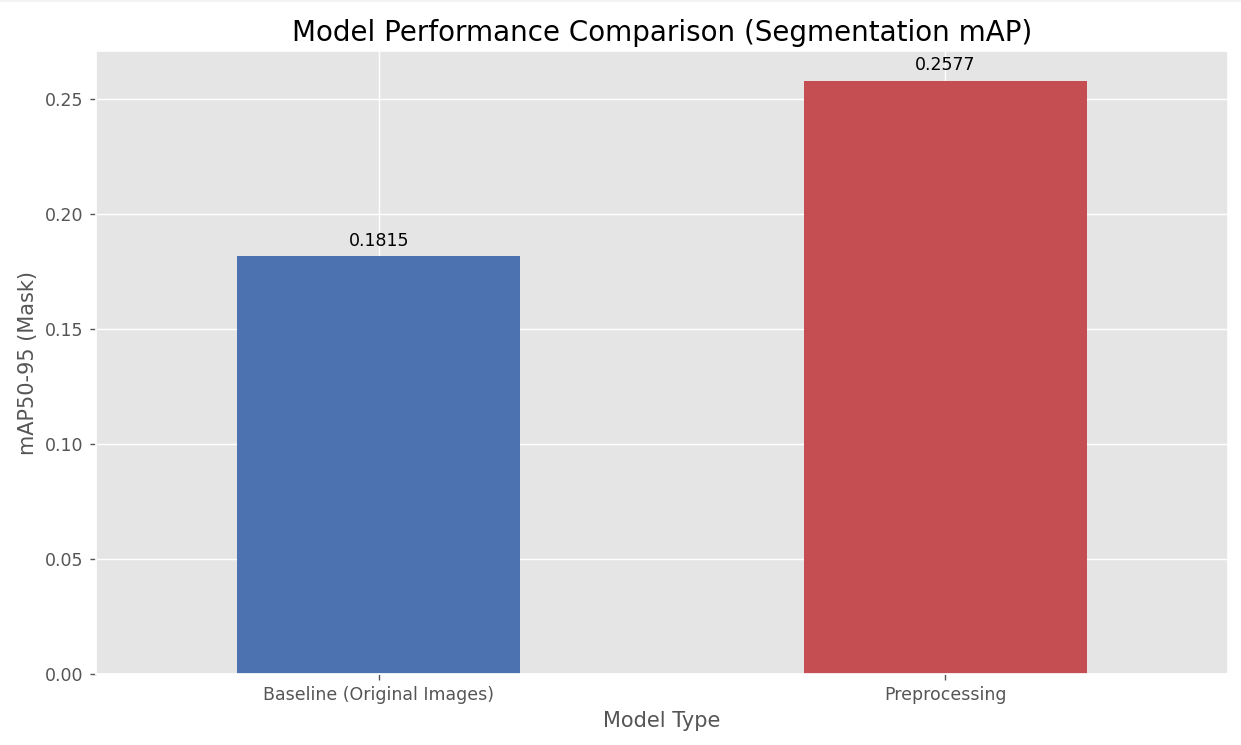 Model Performance Comparison (Segmentation mAP)
0.2577
0.25
0.20
0.1815
0.15
0.10
0.05
0.00
mAP50-95 (Mask)
Baseline (Original Images)
Preprocessing
Model Type